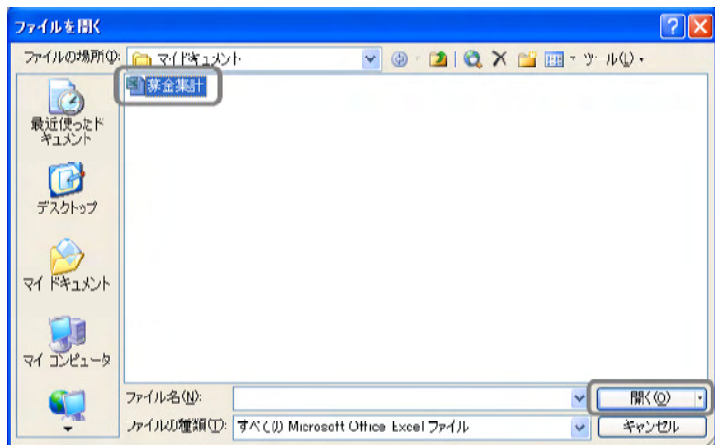 ファイルを開く
ファイルの場所(I):
マイドキュメント
ツール(L)
募金集計
最近使ったド
キュメント
デスクトップ
マイ ドキュメント
マイ コンピュータ
ファイル名(N):
開く(O)
ファイルの種類(T):
すべての Microsoft Office Excel ファイル
キャンセル